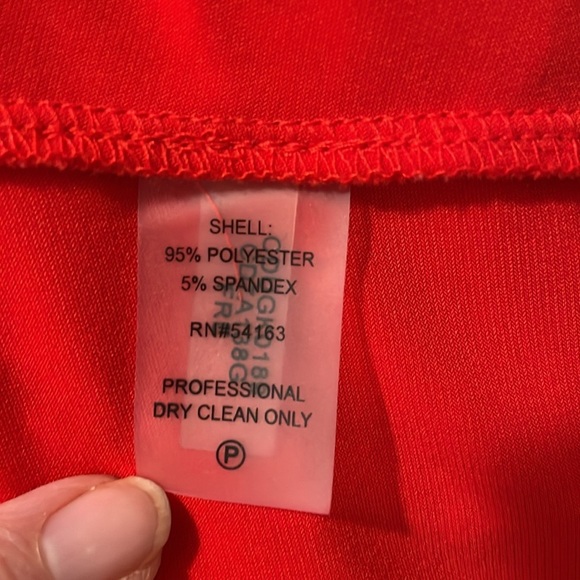 SHELL:
95% POLYESTER
5% SPANDEX
RN#54163
PROFESSIONAL
DRY CLEAN ONLY
P